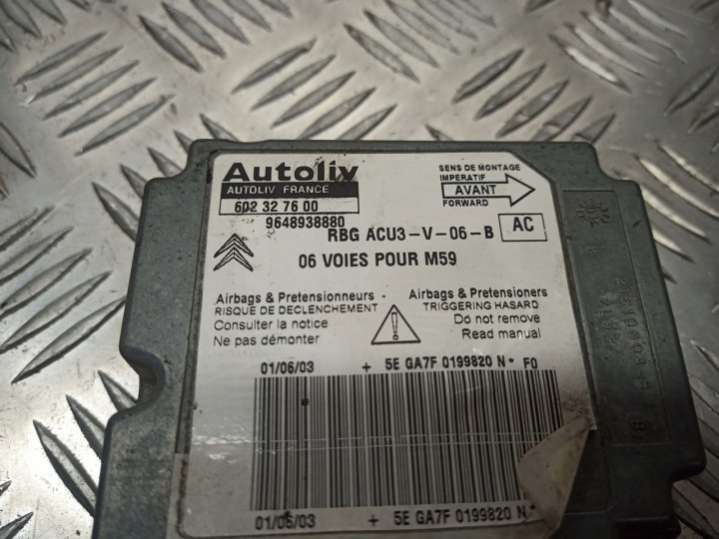 Autoliv
AUTOLIV FRANCE
602 32 76 00
9648938880
SENS DE MONTAGE
IMPERATIF
AVANT
FORWARD
RBG ACU3-V-06-B
AC
06 VOIES POUR M59
Airbags & Pretensionneurs -
RISQUE DE DECLENCHEMENT
Consulter la notice
Ne pas démonter
Airbags & Pretensioners
TRIGGERING HASARD
Do not remove
Read manual
01/06/03 + 5E GA7F 0199820 N* F0
01/06/03 + 5E GA7F 0199820 N*